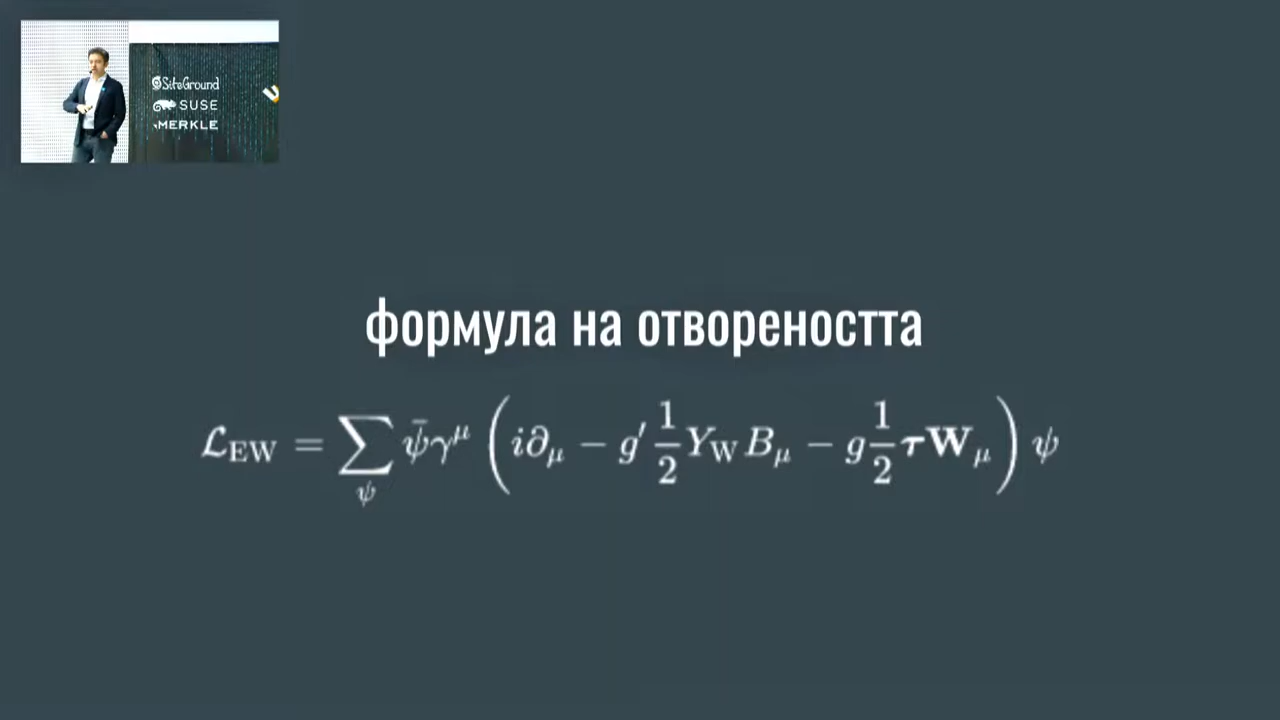 SiteGround
SUSE
MERKLE
формула на отвореността
ℒ_EW = ∑_ψ ψ̄γ^μ (i∂_μ − g′ 1/2 Y_W B_μ − g 1/2 τW_μ) ψ